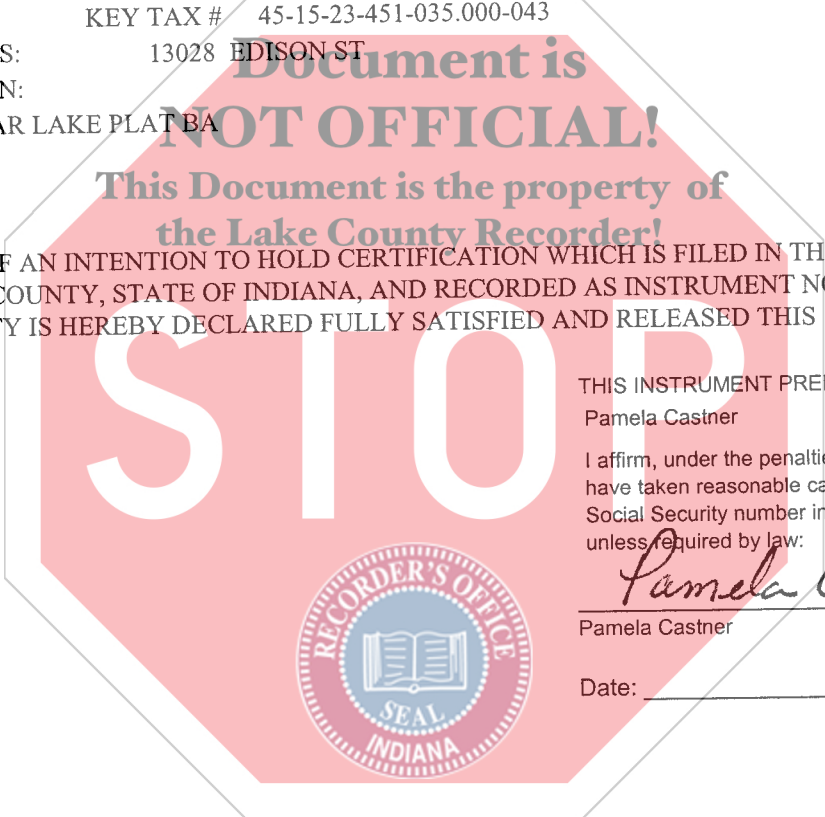 KEY TAX # 45-15-23-451-035.000-043
S: 13028 EDISON ST
N:
AR LAKE PLAT BA
Document is
NOT OFFICIAL!
This Document is the property of
the Lake County Recorder!
F AN INTENTION TO HOLD CERTIFICATION WHICH IS FILED IN TH
COUNTY, STATE OF INDIANA, AND RECORDED AS INSTRUMENT NO
TY IS HEREBY DECLARED FULLY SATISFIED AND RELEASED THIS
STOP
THIS INSTRUMENT PREP
Pamela Castner
I affirm, under the penaltie
have taken reasonable ca
Social Security number in
unless required by law:
Pamela C
Pamela Castner
Date:
RECORDER'S OFFICE
SEAL
INDIANA